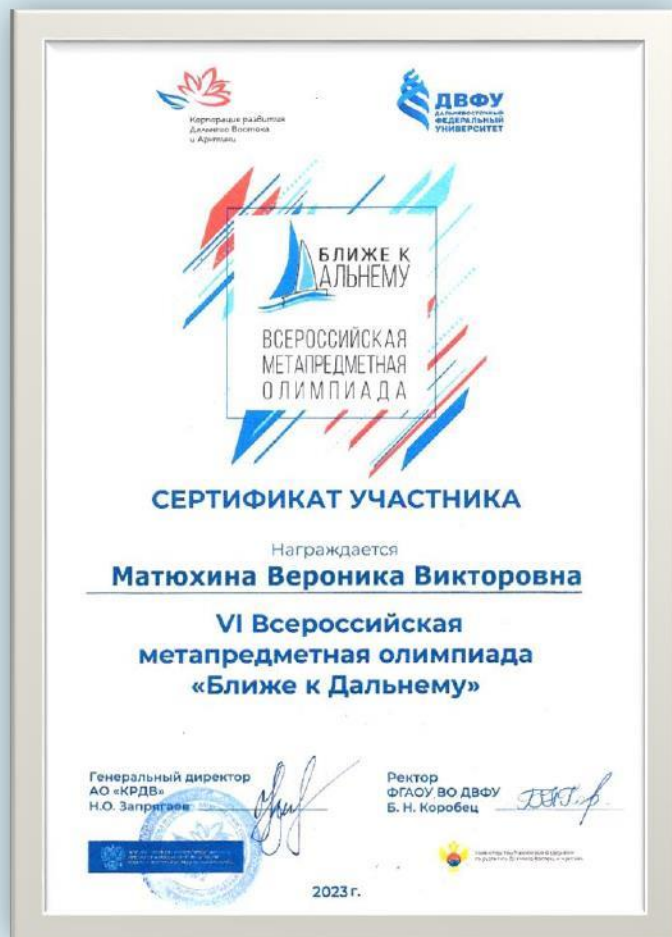 Корпорация развития
Дальнего Востока
и Арктики
ДВФУ
ДАЛЬНЕВОСТОЧНЫЙ
ФЕДЕРАЛЬНЫЙ
УНИВЕРСИТЕТ
БЛИЖЕ К
ДАЛЬНЕМУ
ВСЕРОССИЙСКАЯ
МЕТАПРЕДМЕТНАЯ
ОЛИМПИАДА
СЕРТИФИКАТ УЧАСТНИКА
Награждается
Матюхина Вероника Викторовна
VI Всероссийская
метапредметная олимпиада
«Ближе к Дальнему»
Генеральный директор
АО «КРДВ»
Н.О. Запрягаев
Ректор
ФГАОУ ВО ДВФУ
Б. Н. Коробец
2023 г.